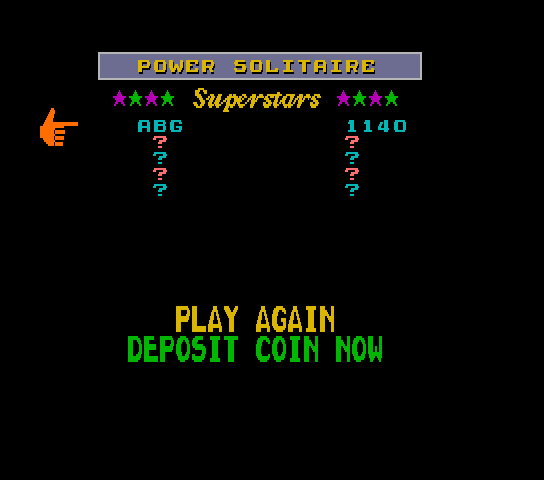 POWER SOLITAIRE
Superstars
ABG 1140
? ?
? ?
? ?
? ?
PLAY AGAIN
DEPOSIT COIN NOW